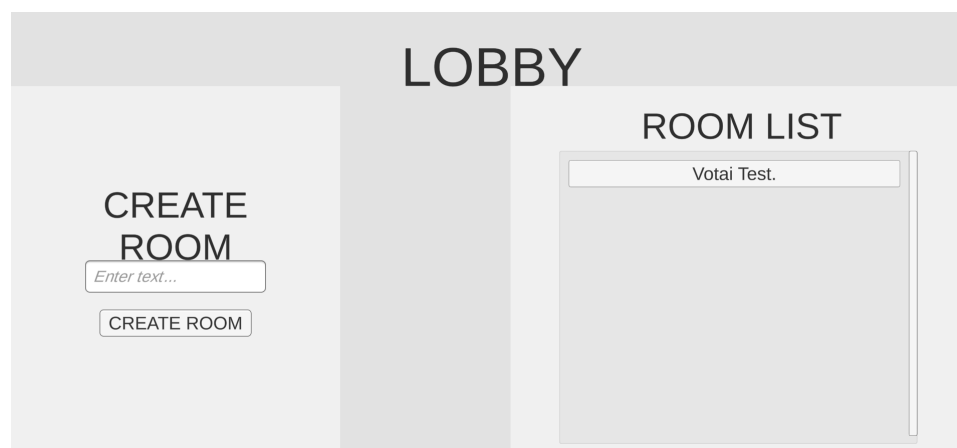 LOBBY
CREATE
ROOM
Enter text...
CREATE ROOM
ROOM LIST
Votai Test.